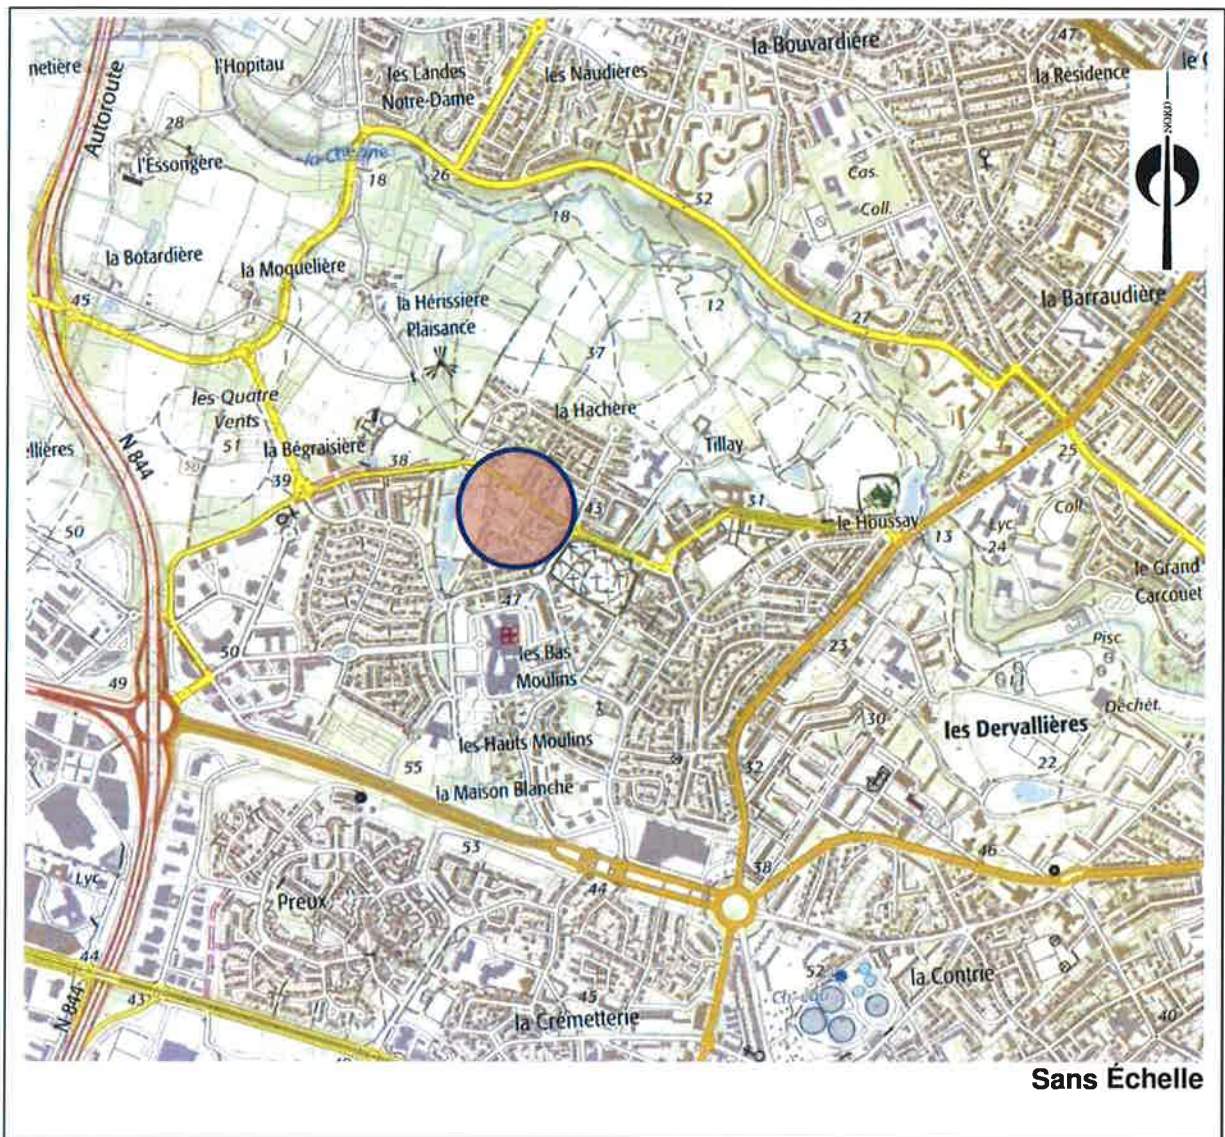 la Bouvardière
47
netière
l'Hopitau
les Landes
Notre-Dame
les Naudières
la Résidence
Autoroute
NORD
28
l'Essongère
18
26
52
Cas.
Coll.
18
la Botardière
la Moquelière
la Hérissière
Plaisance
12
la Barraudière
45
27
37
les Quatre
Vents
51
la Hachère
N 844
la Bégraisière
Tillay
25
38
39
50
31
43
le Houssay
13
Lyc.
24
Coll.
50
le Grand
Carcouet
47
Pisc.
50
les Bas
Moulins
23
49
Déchèt.
30
les Dervallières
les Hauts Moulins
22
55
32
la Maison Blanche
53
46
38
44
Lyc.
Preux
44
52
la Contrie
43
45
N 844
la Crémetterie
40
Sans Échelle